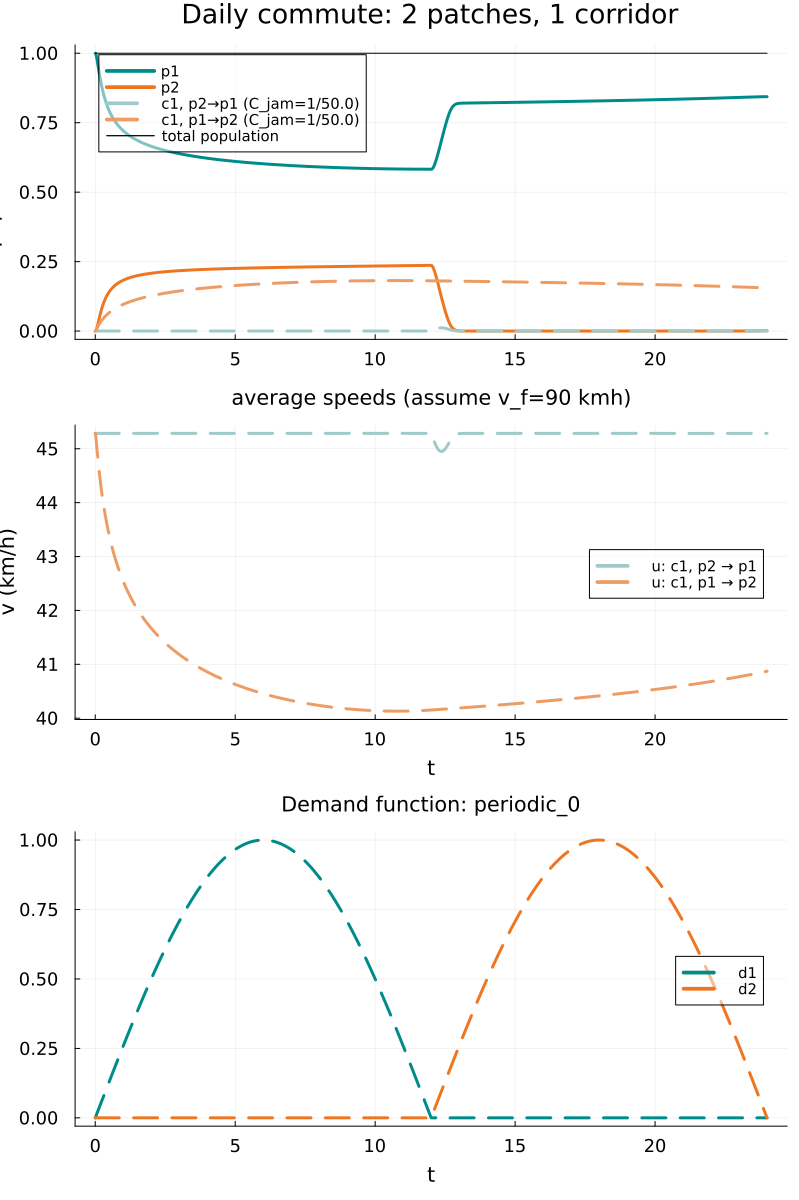 Daily commute: 2 patches, 1 corridor
1.00
0.75
0.50
0.25
0.00
p1
p2
c1, p2→p1 (C_jam=1/50.0)
c1, p1→p2 (C_jam=1/50.0)
total population
0 5 10 15 20
average speeds (assume v_f=90 kmh)
v (km/h)
45
44
43
42
41
40
u: c1, p2 → p1
u: c1, p1 → p2
0 5 10 15 20
t
Demand function: periodic_0
1.00
0.75
0.50
0.25
0.00
d1
d2
0 5 10 15 20
t